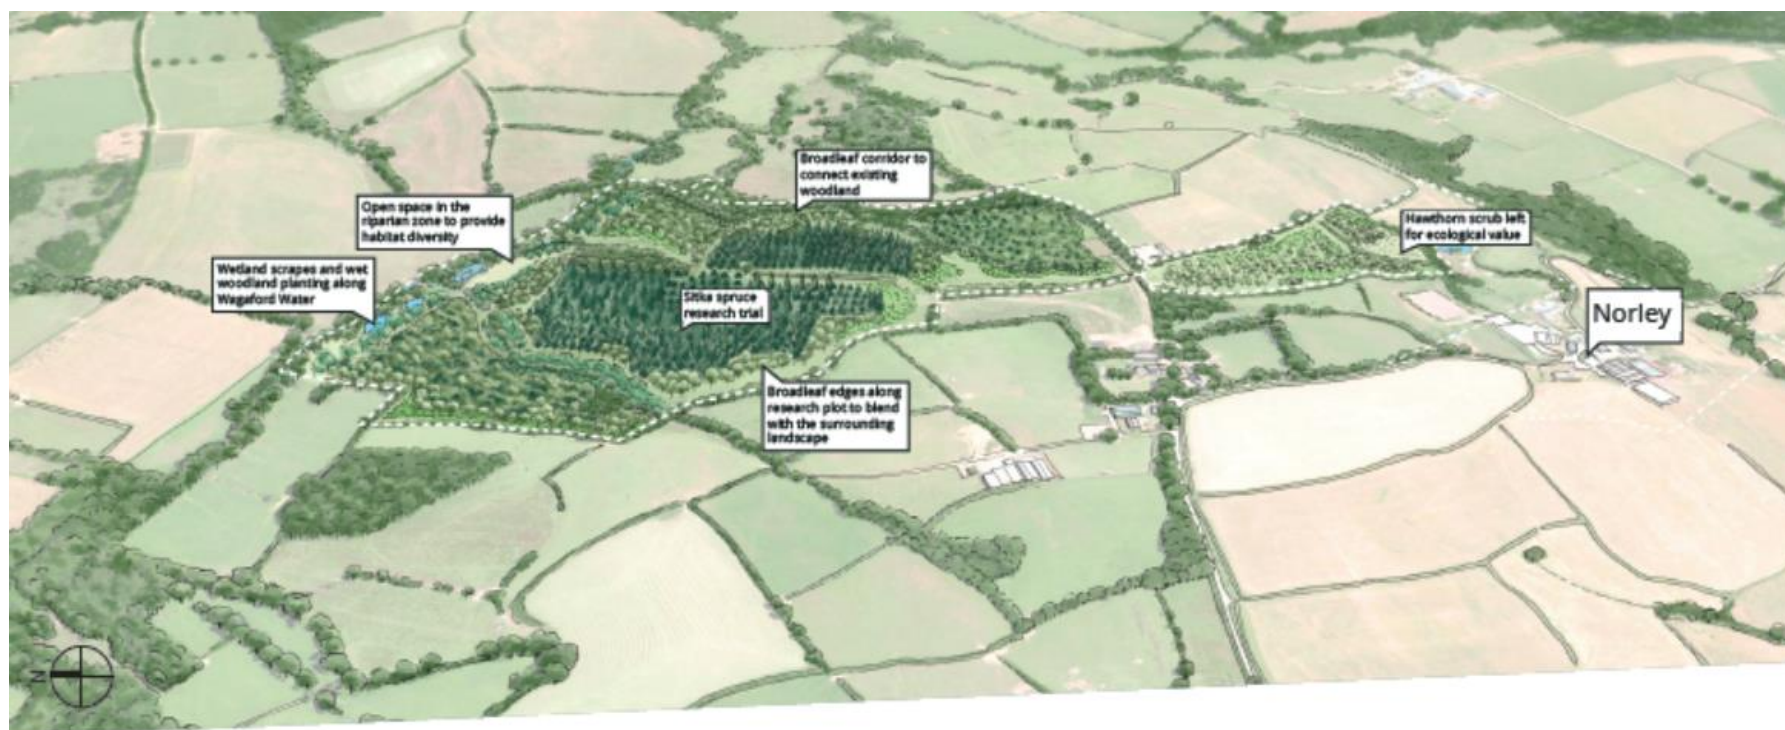 Broadleaf corridor to
connect existing
woodland
Open space in the
riparian zone to provide
habitat diversity
Hawthorn scrub left
for ecological value
Wetland scrapes and wet
woodland planting along
Wagaford Water
Sitka spruce
research trial
Norley
Broadleaf edges along
research plot to blend
with the surrounding
landscape
N